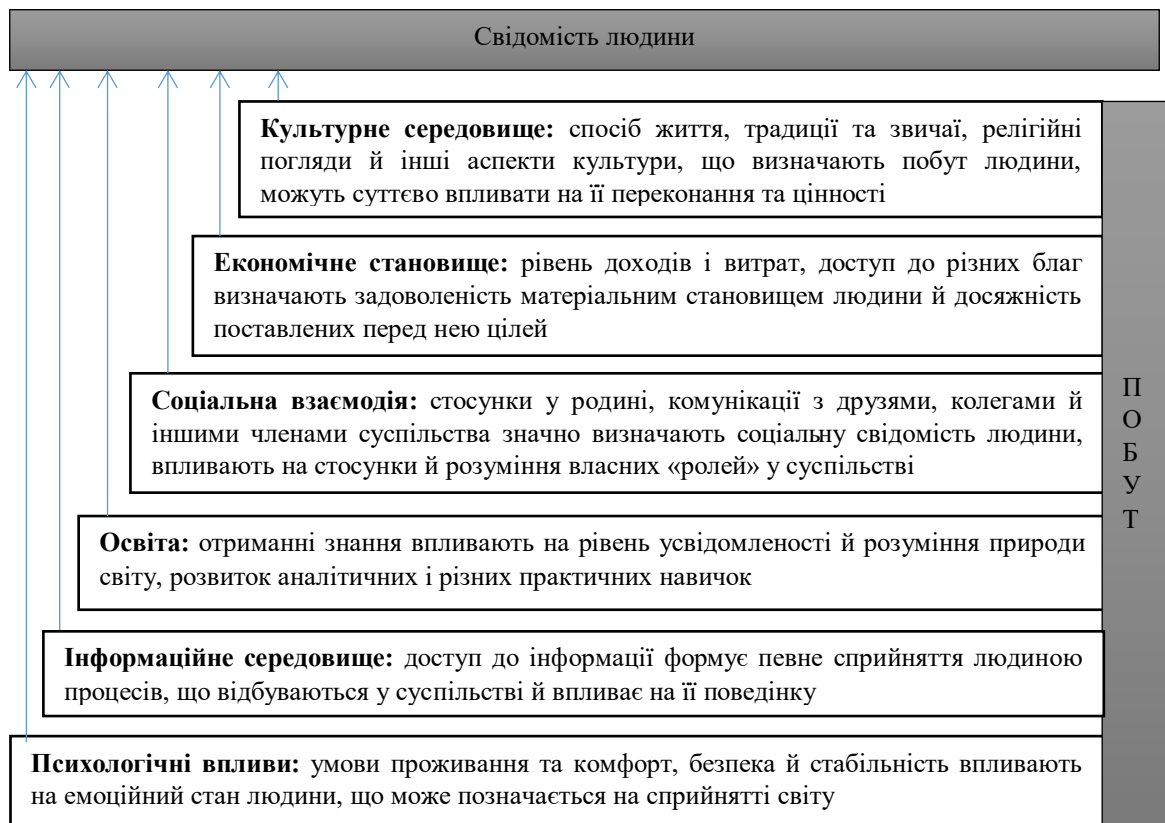 Свідомість людини
Культурне середовище: спосіб життя, традиції та звичаї, релігійні
погляди й інші аспекти культури, що визначають побут людини,
можуть суттєво впливати на її переконання та цінності
Економічне становище: рівень доходів і витрат, доступ до різних благ
визначають задоволеність матеріальним становищем людини й досяжність
поставлених перед нею цілей
Соціальна взаємодія: стосунки у родині, комунікації з друзями, колегами й
іншими членами суспільства значно визначають соціальну свідомість людини,
впливають на стосунки й розуміння власних «ролей» у суспільстві
Освіта: отриманні знання впливають на рівень усвідомленості й розуміння природи
світу, розвиток аналітичних і різних практичних навичок
Інформаційне середовище: доступ до інформації формує певне сприйняття людиною
процесів, що відбуваються у суспільстві й впливає на її поведінку
Психологічні впливи: умови проживання та комфорт, безпека й стабільність впливають
на емоційний стан людини, що може позначається на сприйнятті світу
П
О
Б
У
Т